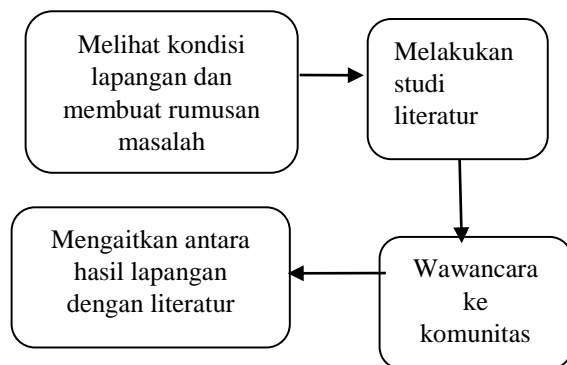 Melihat kondisi
lapangan dan
membuat rumusan
masalah
Melakukan
studi
literatur
Wawancara
ke
komunitas
Mengaitkan antara
hasil lapangan
dengan literatur